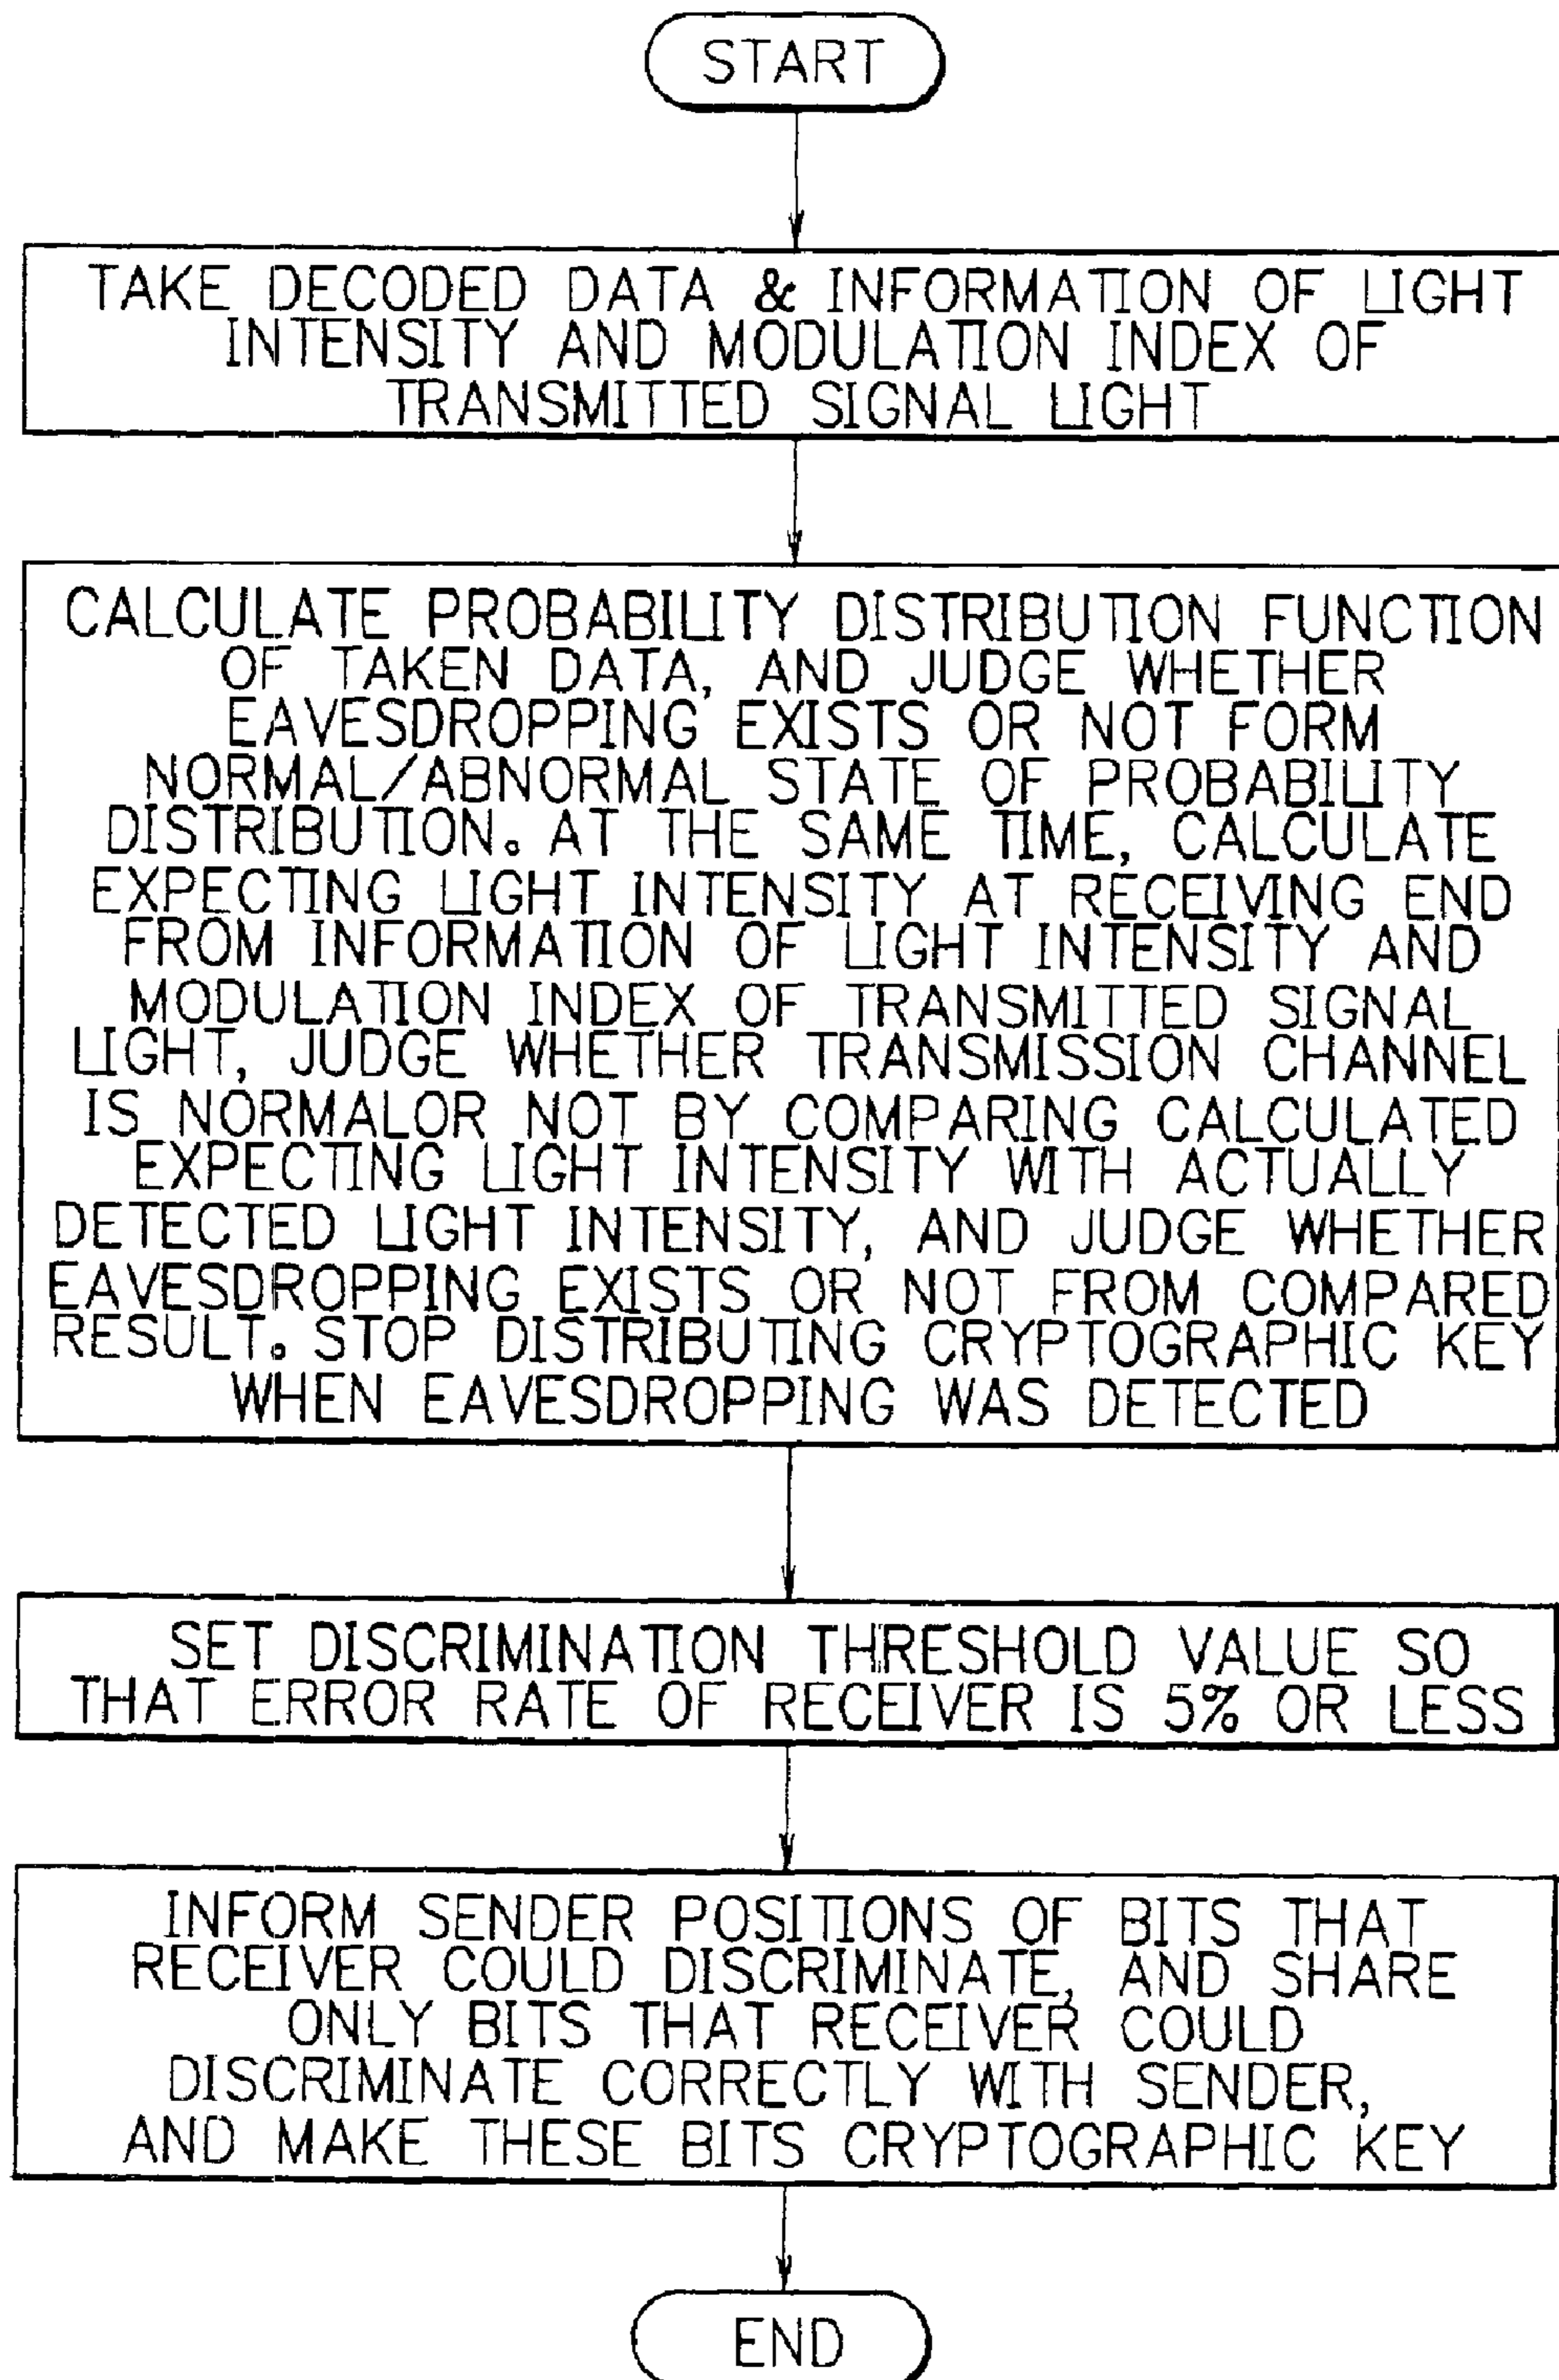 START
TAKE DECODED DATA & INFORMATION OF LIGHT
INTENSITY AND MODULATION INDEX OF
TRANSMITTED SIGNAL LIGHT
CALCULATE PROBABILITY DISTRIBUTION FUNCTION
OF TAKEN DATA, AND JUDGE WHETHER
EAVESDROPPING EXISTS OR NOT FORM
NORMAL/ABNORMAL STATE OF PROBABILITY
DISTRIBUTION. AT THE SAME TIME, CALCULATE
EXPECTING LIGHT INTENSITY AT RECEIVING END
FROM INFORMATION OF LIGHT INTENSITY AND
MODULATION INDEX OF TRANSMITTED SIGNAL
LIGHT, JUDGE WHETHER TRANSMISSION CHANNEL
IS NORMALOR NOT BY COMPARING CALCULATED
EXPECTING LIGHT INTENSITY WITH ACTUALLY
DETECTED LIGHT INTENSITY, AND JUDGE WHETHER
EAVESDROPPING EXISTS OR NOT FROM COMPARED
RESULT. STOP DISTRIBUTING CRYPTOGRAPHIC KEY
WHEN EAVESDROPPING WAS DETECTED
SET DISCRIMINATION THRESHOLD VALUE SO
THAT ERROR RATE OF RECEIVER IS 5% OR LESS
INFORM SENDER POSITIONS OF BITS THAT
RECEIVER COULD DISCRIMINATE, AND SHARE
ONLY BITS THAT RECEIVER COULD
DISCRIMINATE CORRECTLY WITH SENDER,
AND MAKE THESE BITS CRYPTOGRAPHIC KEY
END